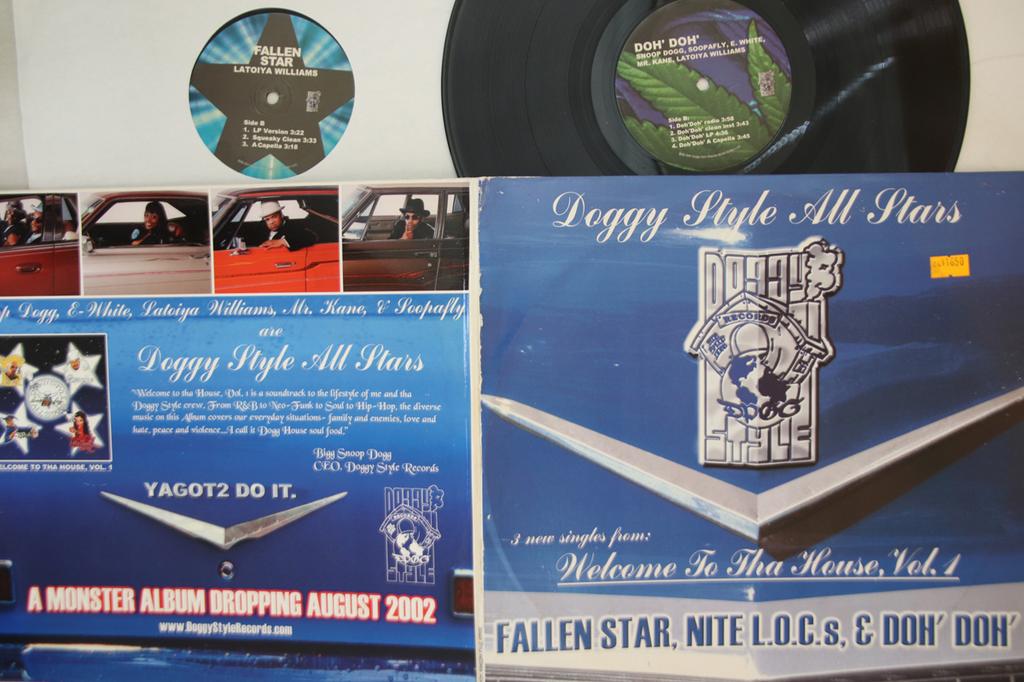 FALLEN
STAR
LATOIYA WILLIAMS
Side B
1. LP Version 3:22
2. Squeaky Clean 3:33
3. A Capella 3:18
DOH' DOH'
SNOOP DOGG, SOOPAFLY, E. WHITE,
MR. KANE, LATOIYA WILLIAMS
Side B:
1. Doh'Doh' radio 3:58
2. Doh'Doh' clean inst 3:43
3. Doh'Doh' LP 4:36
4. Doh'Doh' A Capella 3:45
p Dogg, E-White, Latoiya Williams, Mr. Kane, & Soopafly
are
Doggy Style All Stars
"Welcome to tha House, Vol. 1 is a soundtrack to the lifestyle of me and tha
Doggy Style crew. From R&B to Neo-Funk to Soul to Hip-Hop, the diverse
music on this Album covers our everyday situations - family and enemies, love and
hate, peace and violence...I call it Dogg House soul food."
Bigg Snoop Dogg
CEO, Doggy Style Records
ELCOME TO THA HOUSE, VOL. 1
YAGOT2 DO IT.
DOGGY
RECORDS
DOGG
STYLE
A MONSTER ALBUM DROPPING AUGUST 2002
www.DoggyStyleRecords.com
Doggy Style All Stars
DOGGY
RECORDS
DOGG
STYLE
3 new singles from:
Welcome To Tha House, Vol. 1
FALLEN STAR, NITE L.O.C.s, & DOH' DOH'